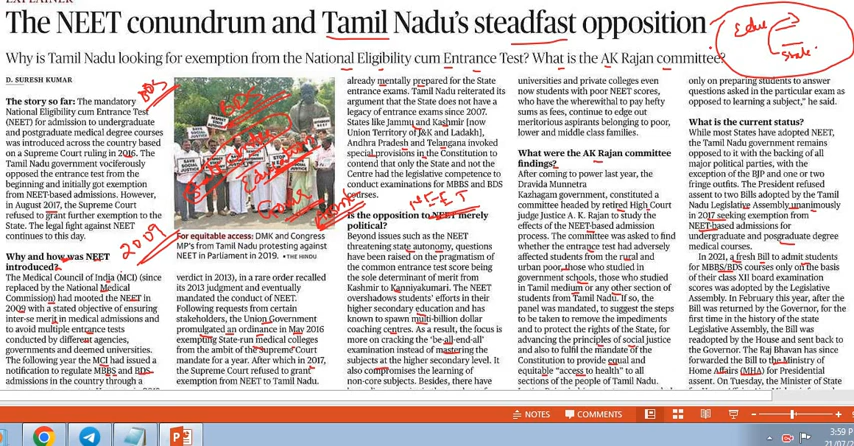 EXPLAINER
The NEET conundrum and Tamil Nadu's steadfast opposition
Why is Tamil Nadu looking for exemption from the National Eligibility cum Entrance Test? What is the AK Rajan committee?
Educ
State
D. SURESH KUMAR
BDS
The story so far: The mandatory
National Eligibility cum Entrance Test
(NEET) for admission to undergraduate
and postgraduate medical degree courses
was introduced across the country based
on a Supreme Court ruling in 2016. The
Tamil Nadu government vociferously
opposed the entrance test from the
beginning and initially got exemption
from NEET-based admissions. However,
in August 2017, the Supreme Court
refused to grant further exemption to the
State. The legal fight against NEET
continues to this day.
2009
Why and how was NEET
introduced?
The Medical Council of India (MCI) (since
replaced by the National Medical
Commission) had mooted the NEET in
2009 with a stated objective of ensuring
inter-se merit in medical admissions and
to avoid multiple entrance tests
conducted by different agencies,
governments and deemed universities.
The following year the MCI had issued a
notification to regulate MBBS and BDS
admissions in the country through a
For equitable access: DMK and Congress
MP's from Tamil Nadu protesting against
NEET in Parliament in 2019. • THE HINDU
verdict in 2013), in a rare order recalled
its 2013 judgment and eventually
mandated the conduct of NEET.
Following requests from certain
stakeholders, the Union Government
promulgated an ordinance in May 2016
exempting State-run medical colleges
from the ambit of the Supreme Court
mandate for a year. After which in 2017,
the Supreme Court refused to grant
exemption from NEET to Tamil Nadu.
already mentally prepared for the State
entrance exams. Tamil Nadu reiterated its
argument that the State does not have a
legacy of entrance exams since 2007.
States like Jammu and Kashmir [now
Union Territory of J&K and Ladakh],
Andhra Pradesh and Telangana invoked
special provisions in the Constitution to
contend that only the State and not the
Centre had the legislative competence to
conduct examinations for MBBS and BDS
courses.
NEET
Is the opposition to NEET merely
political?
Beyond issues such as the NEET
threatening state autonomy, questions
have been raised on the pragmatism of
the common entrance test score being
the sole determinant of merit from
Kashmir to Kanniyakumari. The NEET
overshadows students' efforts in their
higher secondary education and has
known to spawn multi-billion dollar
coaching centres. As a result, the focus is
more on cracking the 'be-all-end-all'
examination instead of mastering the
subjects at the higher secondary level. It
also compromises the learning of
non-core subjects. Besides, there have
universities and private colleges even
now students with poor NEET scores,
who have the wherewithal to pay hefty
sums as fees, continue to edge out
meritorious aspirants belonging to poor,
lower and middle class families.
What were the AK Rajan committee
findings?
After coming to power last year, the
Dravida Munnetra
Kazhagam government, constituted a
committee headed by retired High Court
judge Justice A. K. Rajan to study the
effects of the NEET-based admission
process. The committee was asked to find
whether the entrance test had adversely
affected students from the rural and
urban poor, those who studied in
government schools, those who studied
in Tamil medium or any other section of
students from Tamil Nadu. If so, the
panel was mandated, to suggest the steps
to be taken to remove the impediments
and to protect the rights of the State, for
advancing the principles of social justice
and also to fulfil the mandate of the
Constitution to provide equal and
equitable "access to health" to all
sections of the people of Tamil Nadu.
only on preparing students to answer
questions asked in the particular exam as
opposed to learning a subject," he said.
What is the current status?
While most States have adopted NEET,
the Tamil Nadu government remains
opposed to it with the backing of all
major political parties, with the
exception of the BJP and one or two
fringe outfits. The President refused
assent to two Bills adopted by the Tamil
Nadu Legislative Assembly unanimously
in 2017 seeking exemption from
NEET-based admissions for
undergraduate and postgraduate degree
medical courses.
In 2021, a fresh Bill to admit students
for MBBS/BDS courses only on the basis
of their class XII board examination
scores was adopted by the Legislative
Assembly. In February this year, after the
Bill was returned by the Governor, for the
first time in the history of the state
Legislative Assembly, the Bill was
readopted by the House and sent back to
the Governor. The Raj Bhavan has since
forwarded the Bill to the Ministry of
Home Affairs (MHA) for Presidential
assent. On Tuesday, the Minister of State
NOTES
COMMENTS
3:59 P
21/07/2